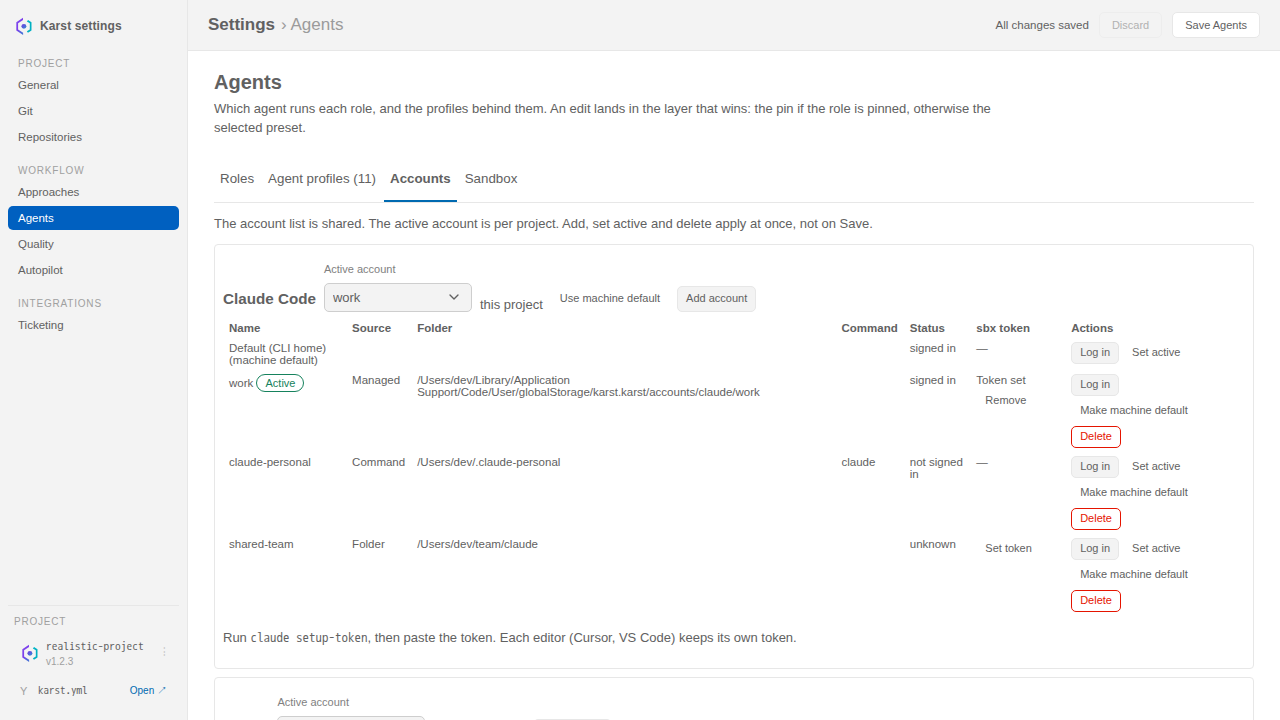 Karst settings
Settings › Agents
All changes saved
Discard
Save Agents
PROJECT
General
Git
Repositories
WORKFLOW
Approaches
Agents
Quality
Autopilot
INTEGRATIONS
Ticketing
PROJECT
realistic-project
v1.2.3
Y karst.yml Open ↗
Agents
Which agent runs each role, and the profiles behind them. An edit lands in the layer that wins: the pin if the role is pinned, otherwise the
selected preset.
Roles Agent profiles (11) Accounts Sandbox
The account list is shared. The active account is per project. Add, set active and delete apply at once, not on Save.
Active account
Claude Code work this project Use machine default Add account
Name Source Folder Command Status sbx token Actions
Default (CLI home) signed in — Log in Set active
(machine default)
work Active Managed /Users/dev/Library/Application signed in Token set Log in
Support/Code/User/globalStorage/karst.karst/accounts/claude/work
Remove
Make machine default
Delete
claude-personal Command /Users/dev/.claude-personal claude not signed — Log in Set active
in
Make machine default
Delete
shared-team Folder /Users/dev/team/claude unknown Set token Log in Set active
Make machine default
Delete
Run claude setup-token, then paste the token. Each editor (Cursor, VS Code) keeps its own token.
Active account